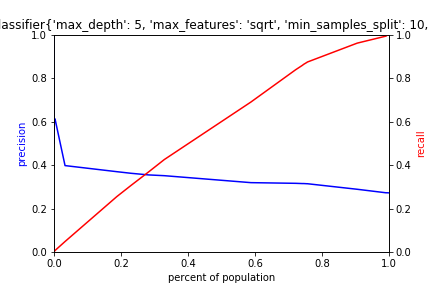 lassifier{'max_depth': 5, 'max_features': 'sqrt', 'min_samples_split': 10,
1.0
0.8
0.6
0.4
0.2
0.0
precision
1.0
0.8
0.6
0.4
0.2
0.0
recall
0.0 0.2 0.4 0.6 0.8 1.0
percent of population